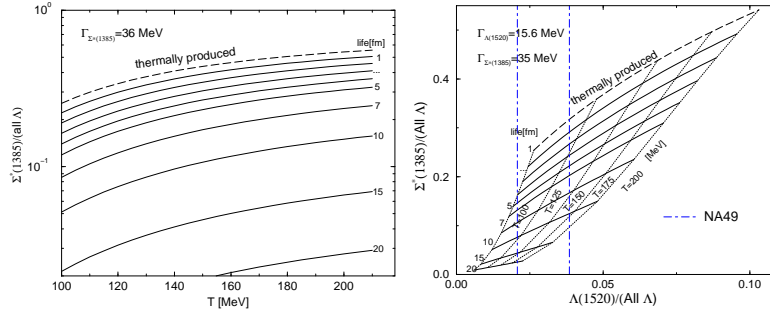 Γ_Σ*(1385)=36 MeV
life[fm]
thermally produced
1
...
5
7
10
15
20
10^0
10^-1
Σ*(1385)/(all Λ)
100 120 140 160 180 200
T [MeV]
Γ_Λ(1520)=15.6 MeV
Γ_Σ*(1385)=35 MeV
thermally produced
life[fm]
1
...
5
7
10
15
20
T=100
T=125
T=150
T=175
T=200
[MeV]
NA49
0.4
0.2
0.0
Σ*(1385)/(All Λ)
0.00 0.05 0.10
Λ(1520)/(All Λ)